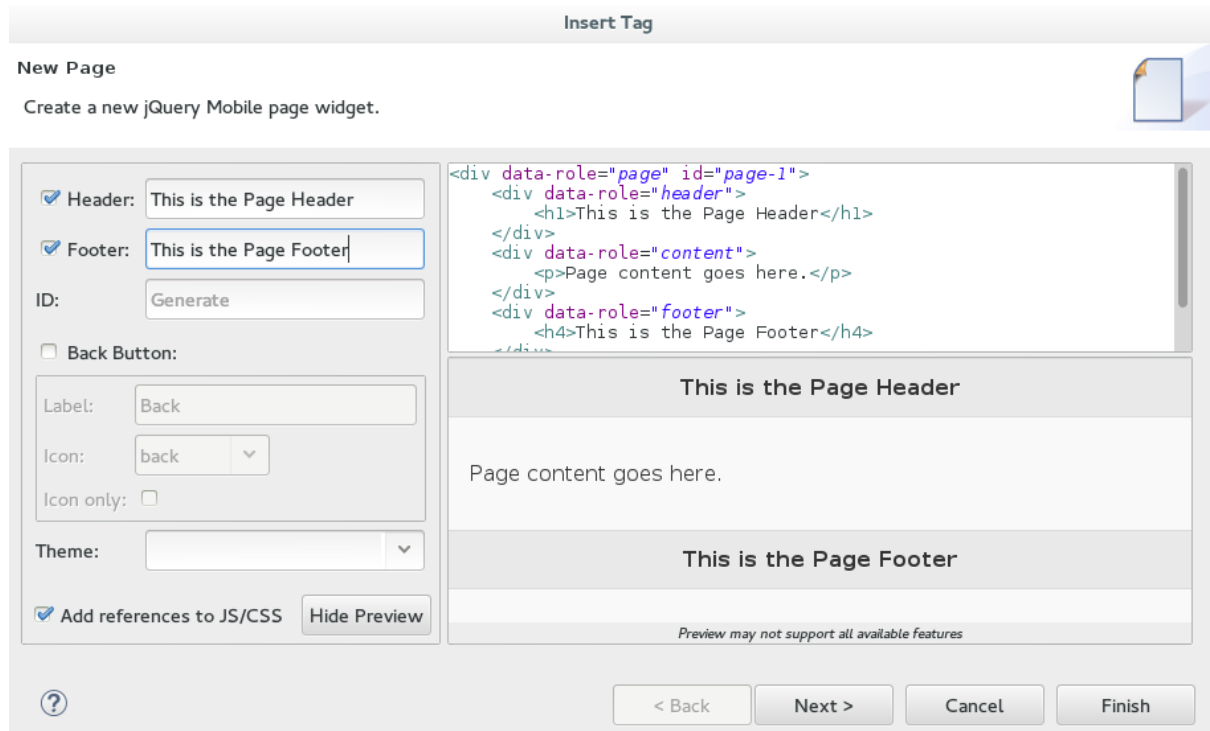 Insert Tag
New Page
Create a new jQuery Mobile page widget.
Header: This is the Page Header
Footer: This is the Page Footer
ID: Generate
Back Button:
Label: Back
Icon: back
Icon only:
Theme:
Add references to JS/CSS Hide Preview
<div data-role="page" id="page-1">
<div data-role="header">
<h1>This is the Page Header</h1>
</div>
<div data-role="content">
<p>Page content goes here.</p>
</div>
<div data-role="footer">
<h4>This is the Page Footer</h4>
</div>
This is the Page Header
Page content goes here.
This is the Page Footer
Preview may not support all available features
< Back Next > Cancel Finish